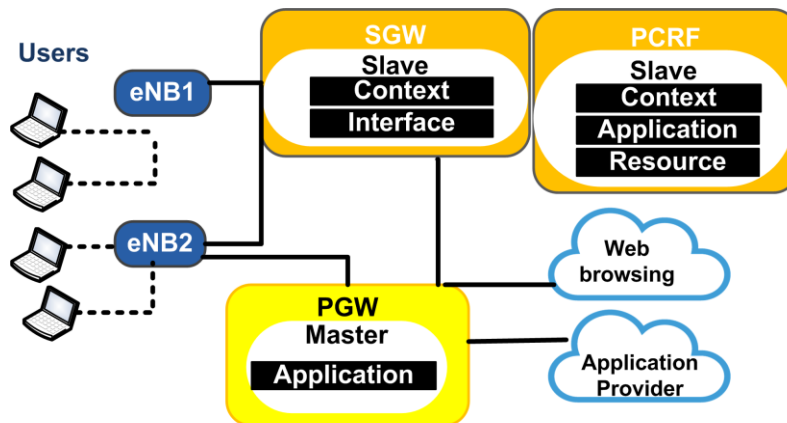 Users
eNB1
eNB2
SGW
Slave
Context
Interface
PCRF
Slave
Context
Application
Resource
PGW
Master
Application
Web
browsing
Application
Provider